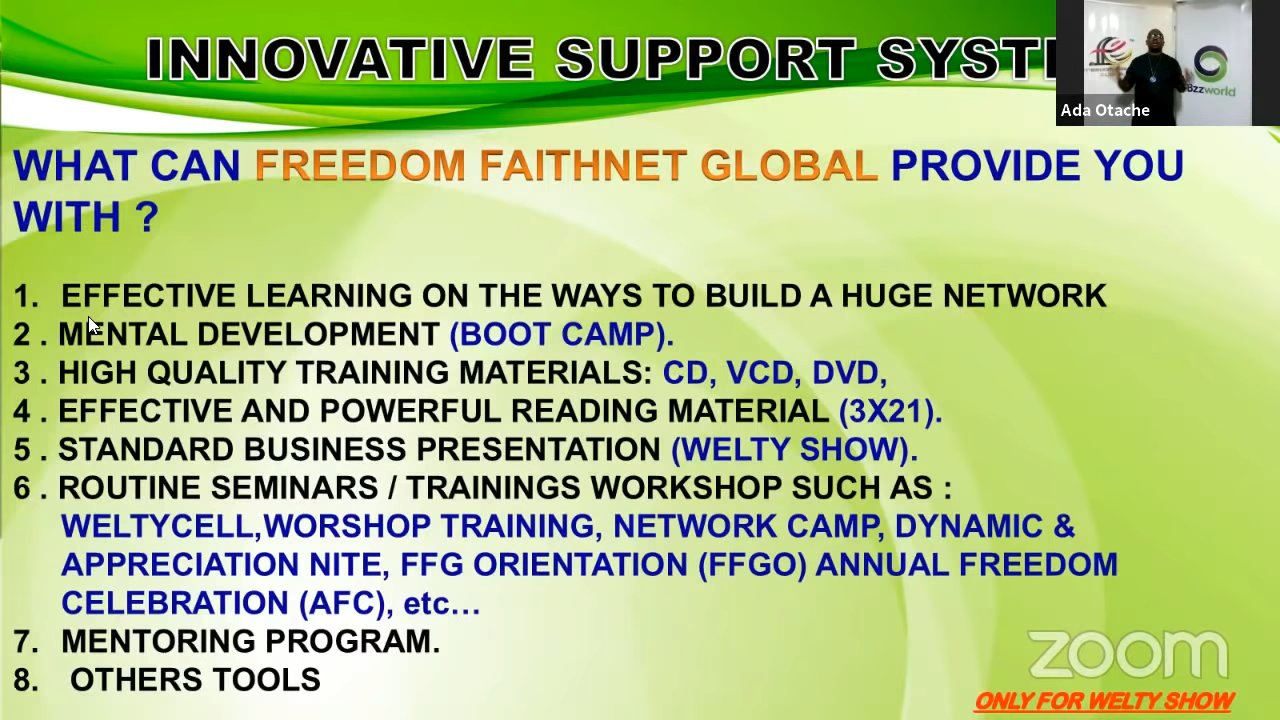 INNOVATIVE SUPPORT SYST
Ada Otache
Bzzworld
WHAT CAN FREEDOM FAITHNET GLOBAL PROVIDE YOU
WITH ?
1. EFFECTIVE LEARNING ON THE WAYS TO BUILD A HUGE NETWORK
2 . MENTAL DEVELOPMENT (BOOT CAMP).
3 . HIGH QUALITY TRAINING MATERIALS: CD, VCD, DVD,
4 . EFFECTIVE AND POWERFUL READING MATERIAL (3X21).
5 . STANDARD BUSINESS PRESENTATION (WELTY SHOW).
6 . ROUTINE SEMINARS / TRAININGS WORKSHOP SUCH AS :
WELTYCELL,WORSHOP TRAINING, NETWORK CAMP, DYNAMIC &
APPRECIATION NITE, FFG ORIENTATION (FFGO) ANNUAL FREEDOM
CELEBRATION (AFC), etc...
7. MENTORING PROGRAM.
8. OTHERS TOOLS
zoom
ONLY FOR WELTY SHOW